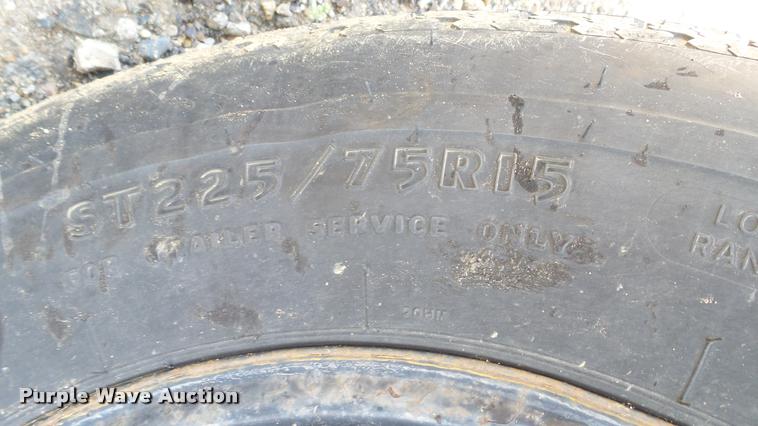 ST225/75R15
FOR TRAILER SERVICE ONLY
LO
RAN
Purple Wave Auction